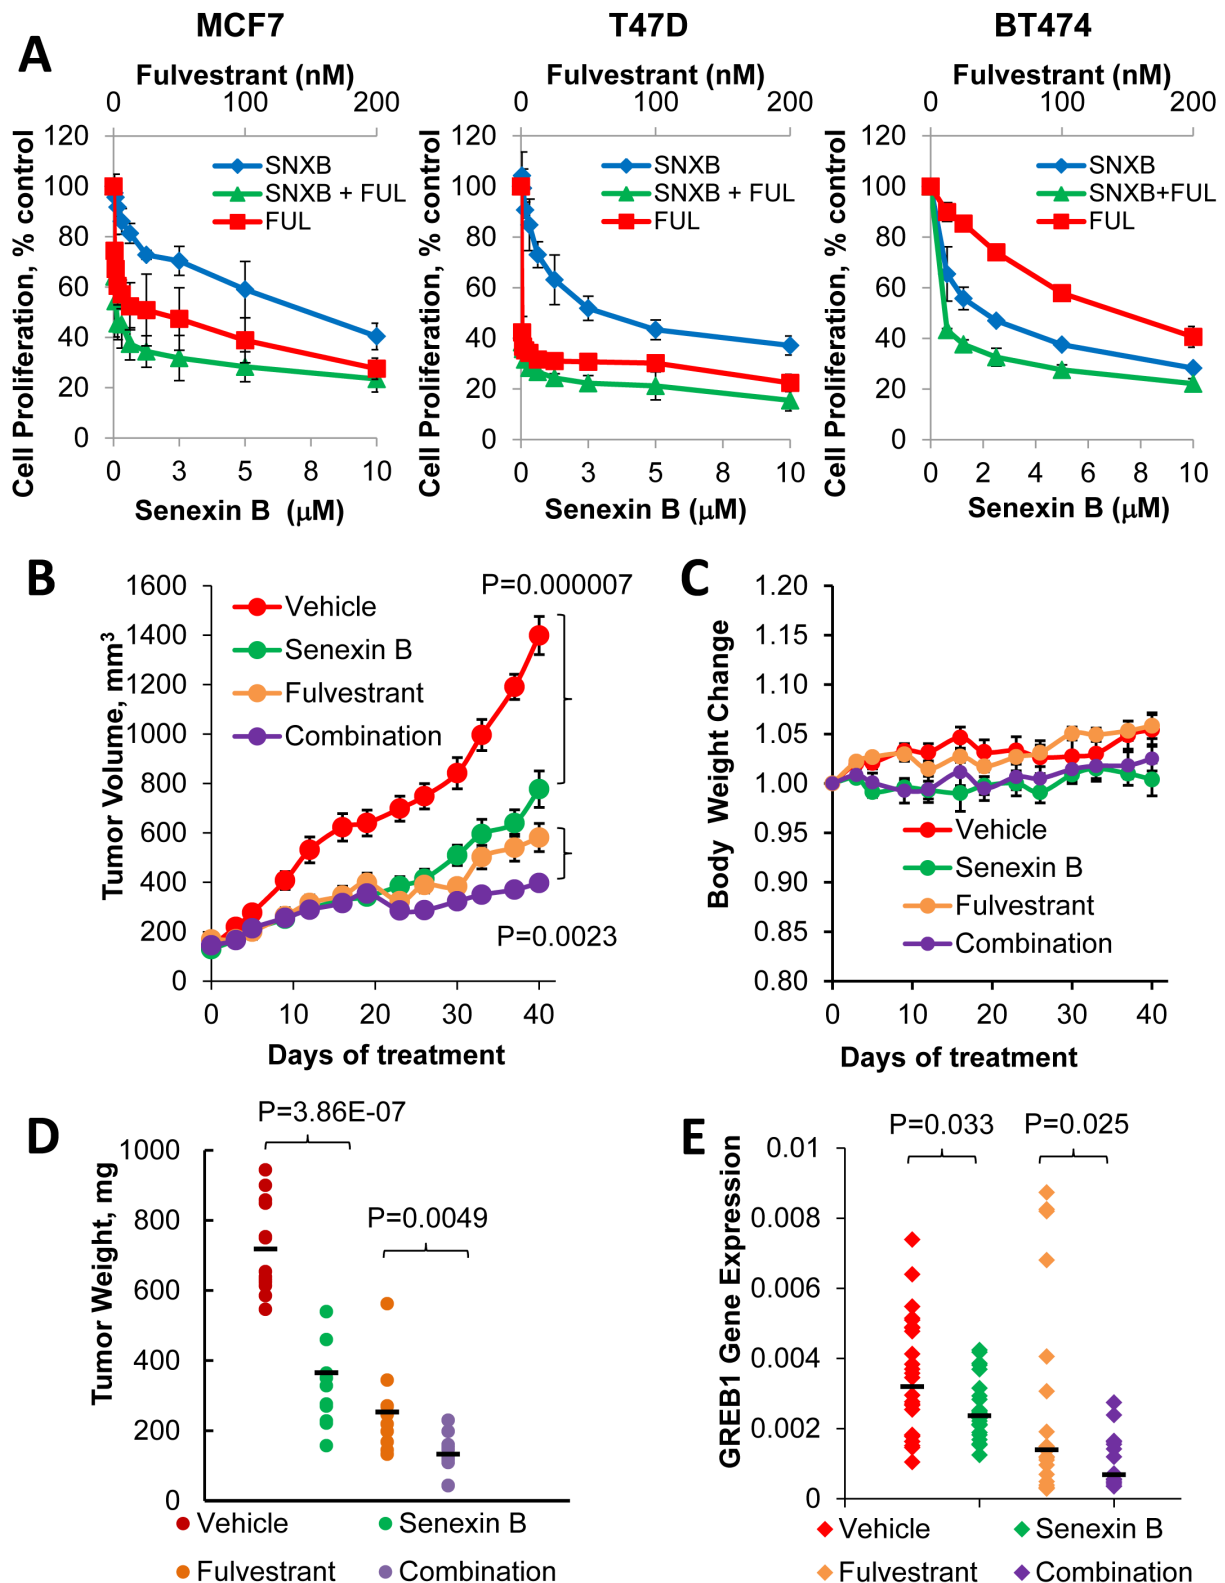 MCF7 T47D BT474
A
Fulvestrant (nM) Fulvestrant (nM) Fulvestrant (nM)
0 100 200 0 100 200 0 100 200
Cell Proliferation, % control
120
100
80
60
40
20
0
SNXB
SNXB + FUL
FUL
0 3 5 8 10
Senexin B (μM)
Cell Proliferation, % control
120
100
80
60
40
20
0
SNXB
SNXB + FUL
FUL
0 3 5 8 10
Senexin B (μM)
Cell Proliferation, % control
120
100
80
60
40
20
0
SNXB
SNXB+FUL
FUL
0 2 4 6 8 10
Senexin B (μM)
B
Tumor Volume, mm³
1600
1400
1200
1000
800
600
400
200
0
Vehicle
Senexin B
Fulvestrant
Combination
P=0.000007
P=0.0023
0 10 20 30 40
Days of treatment
C
Body Weight Change
1.20
1.15
1.10
1.05
1.00
0.95
0.90
0.85
0.80
Vehicle
Senexin B
Fulvestrant
Combination
0 10 20 30 40
Days of treatment
D
Tumor Weight, mg
P=3.86E-07
P=0.0049
1000
800
600
400
200
0
Vehicle Senexin B
Fulvestrant Combination
E
GREB1 Gene Expression
P=0.033 P=0.025
0.01
0.008
0.006
0.004
0.002
0
Vehicle Senexin B
Fulvestrant Combination